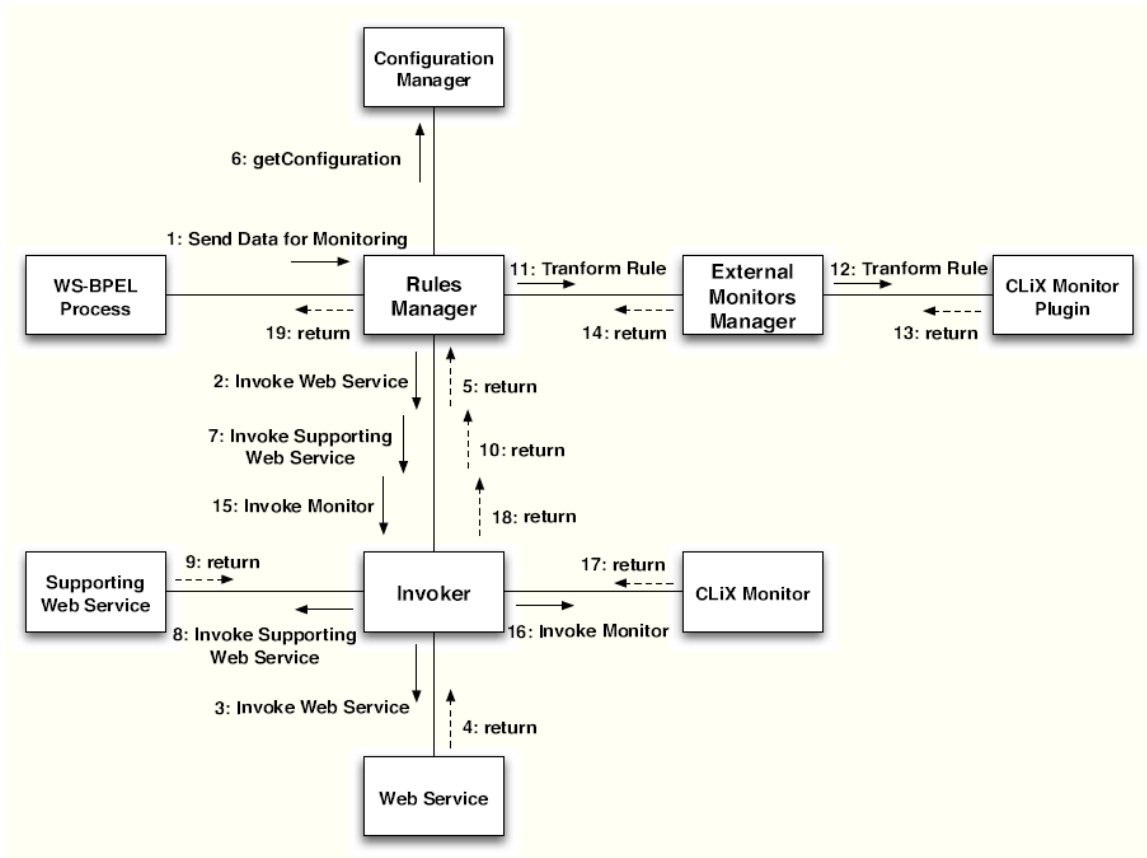 Configuration
Manager
6: getConfiguration
1: Send Data for Monitoring
WS-BPEL
Process
Rules
Manager
11: Tranform Rule
External
Monitors
Manager
12: Tranform Rule
CLiX Monitor
Plugin
19: return
14: return
13: return
2: Invoke Web Service
5: return
7: Invoke Supporting
Web Service
10: return
15: Invoke Monitor
18: return
Supporting
Web Service
9: return
Invoker
17: return
CLiX Monitor
8: Invoke Supporting
Web Service
16: Invoke Monitor
3: Invoke Web Service
4: return
Web Service